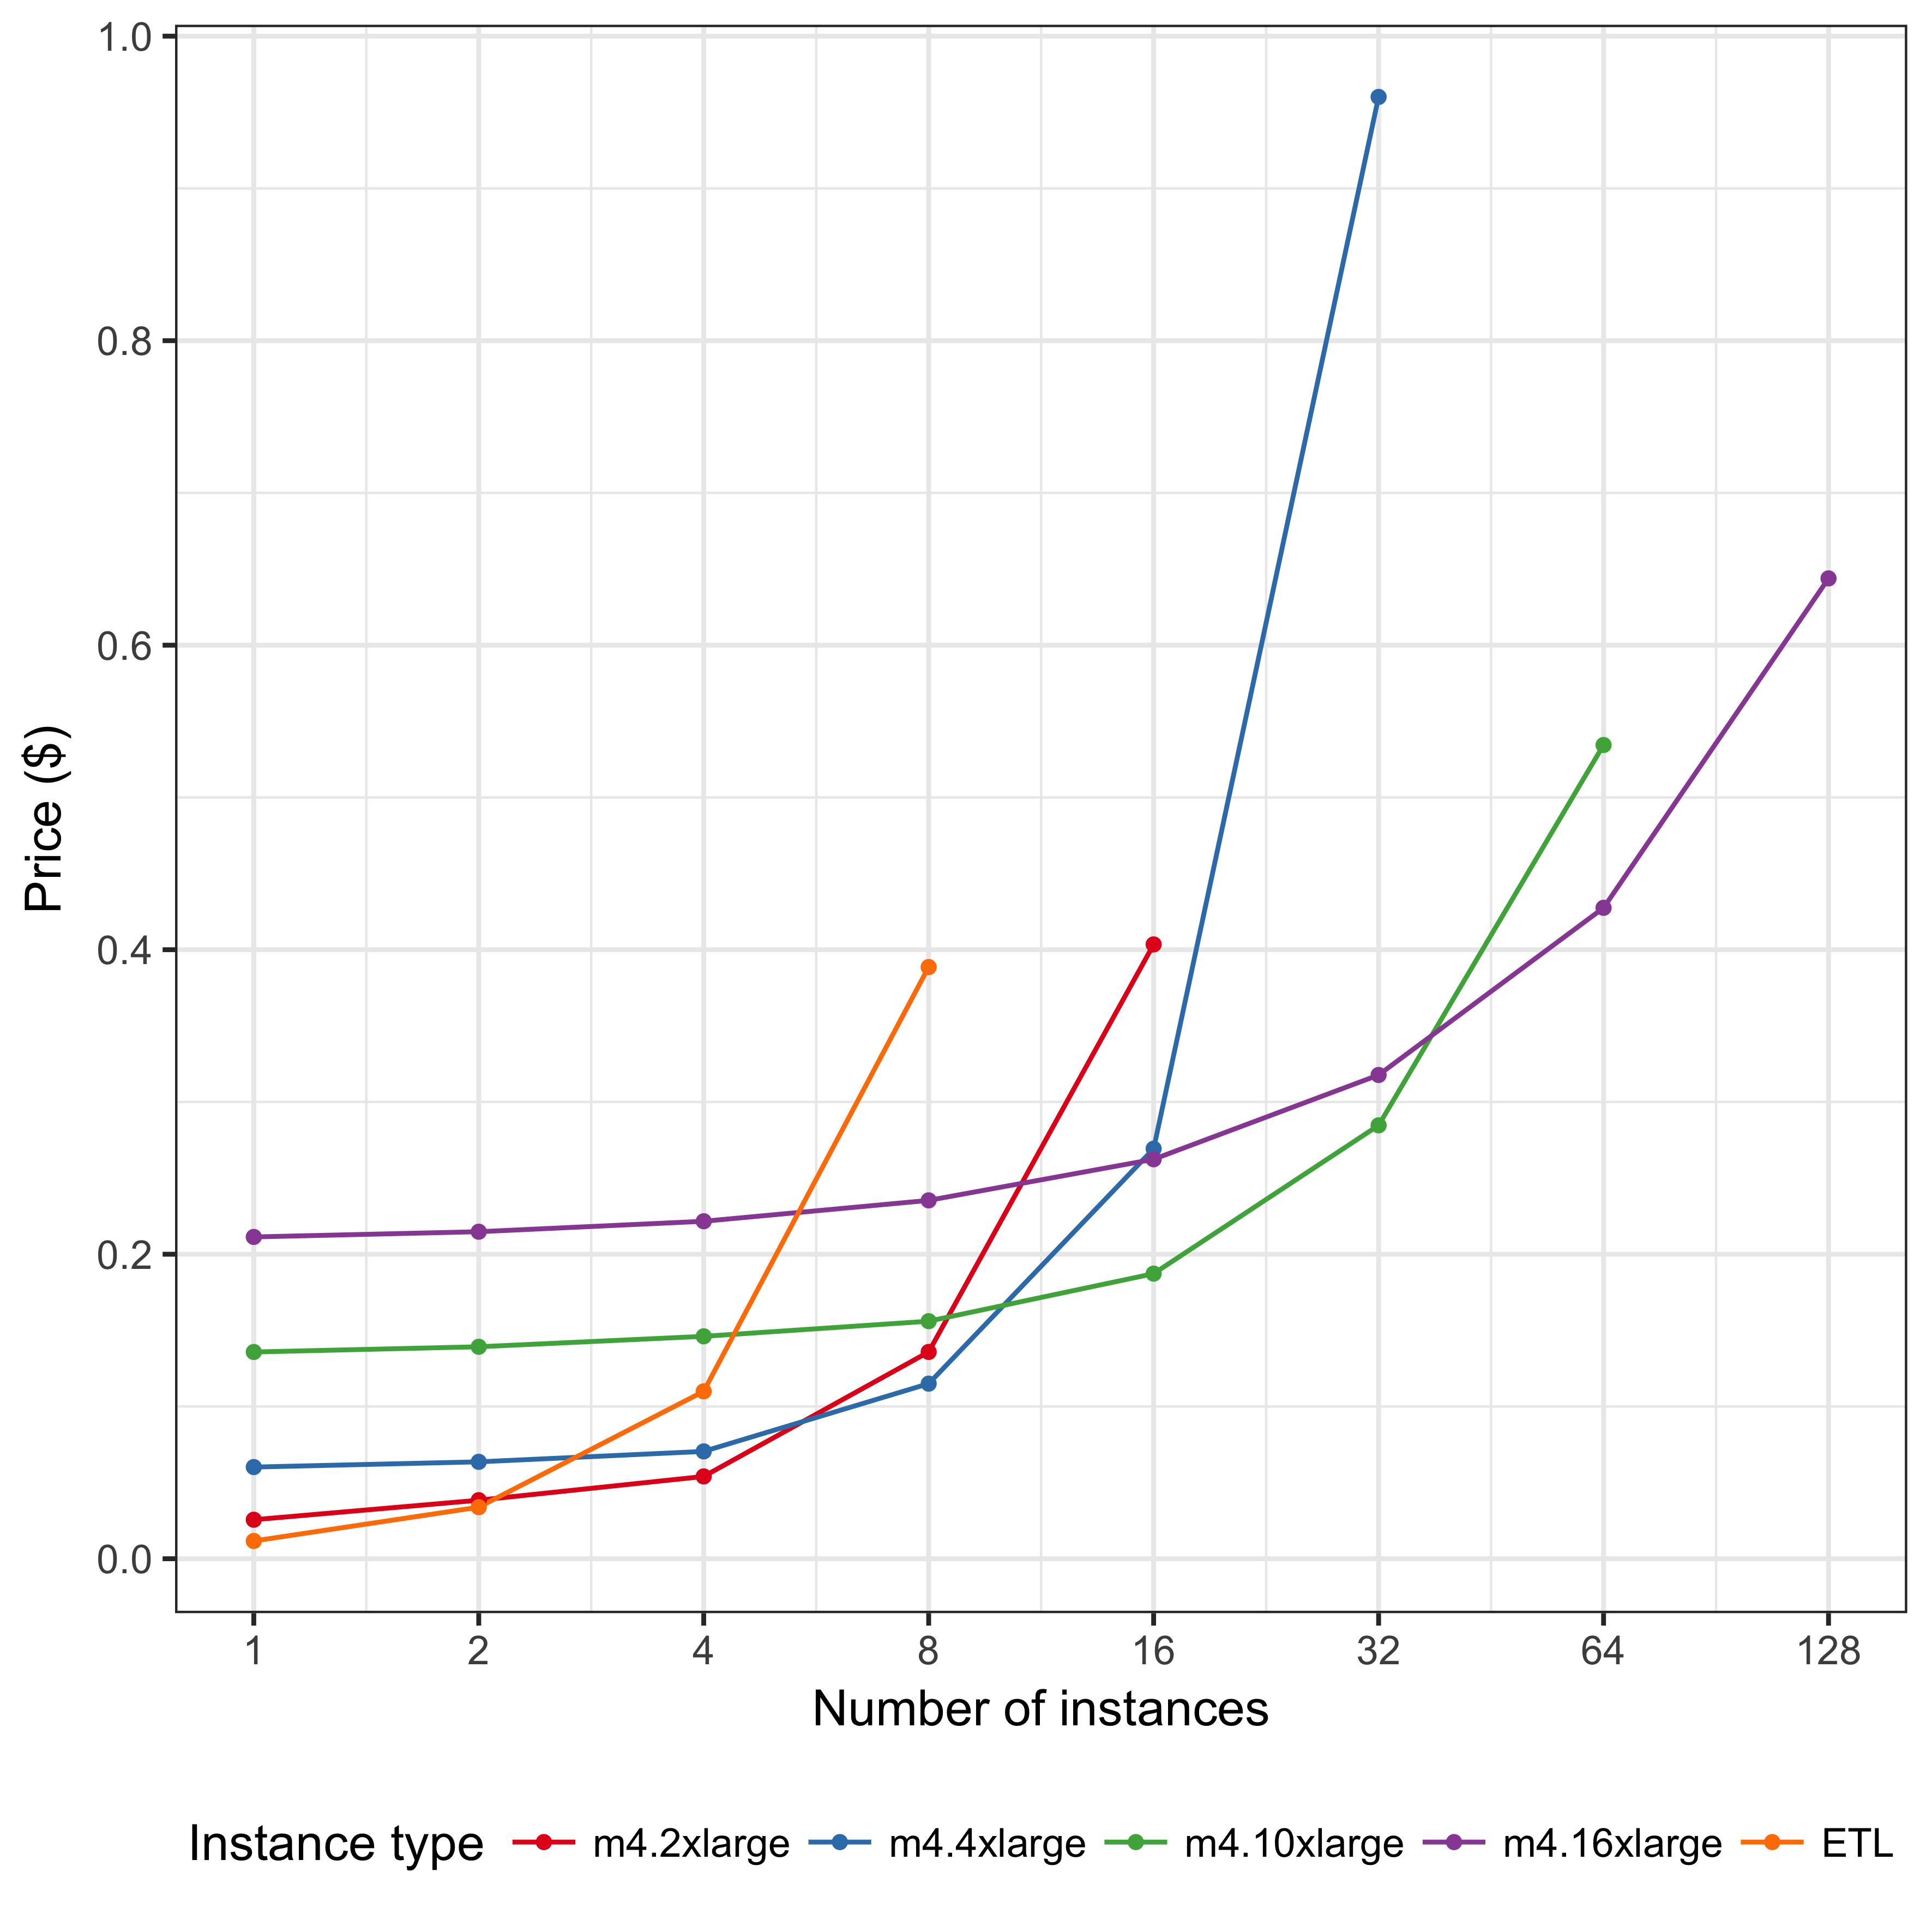 1.0
0.8
0.6
0.4
0.2
0.0
Price ($)
1 2 4 8 16 32 64 128
Number of instances
Instance type m4.2xlarge m4.4xlarge m4.10xlarge m4.16xlarge ETL